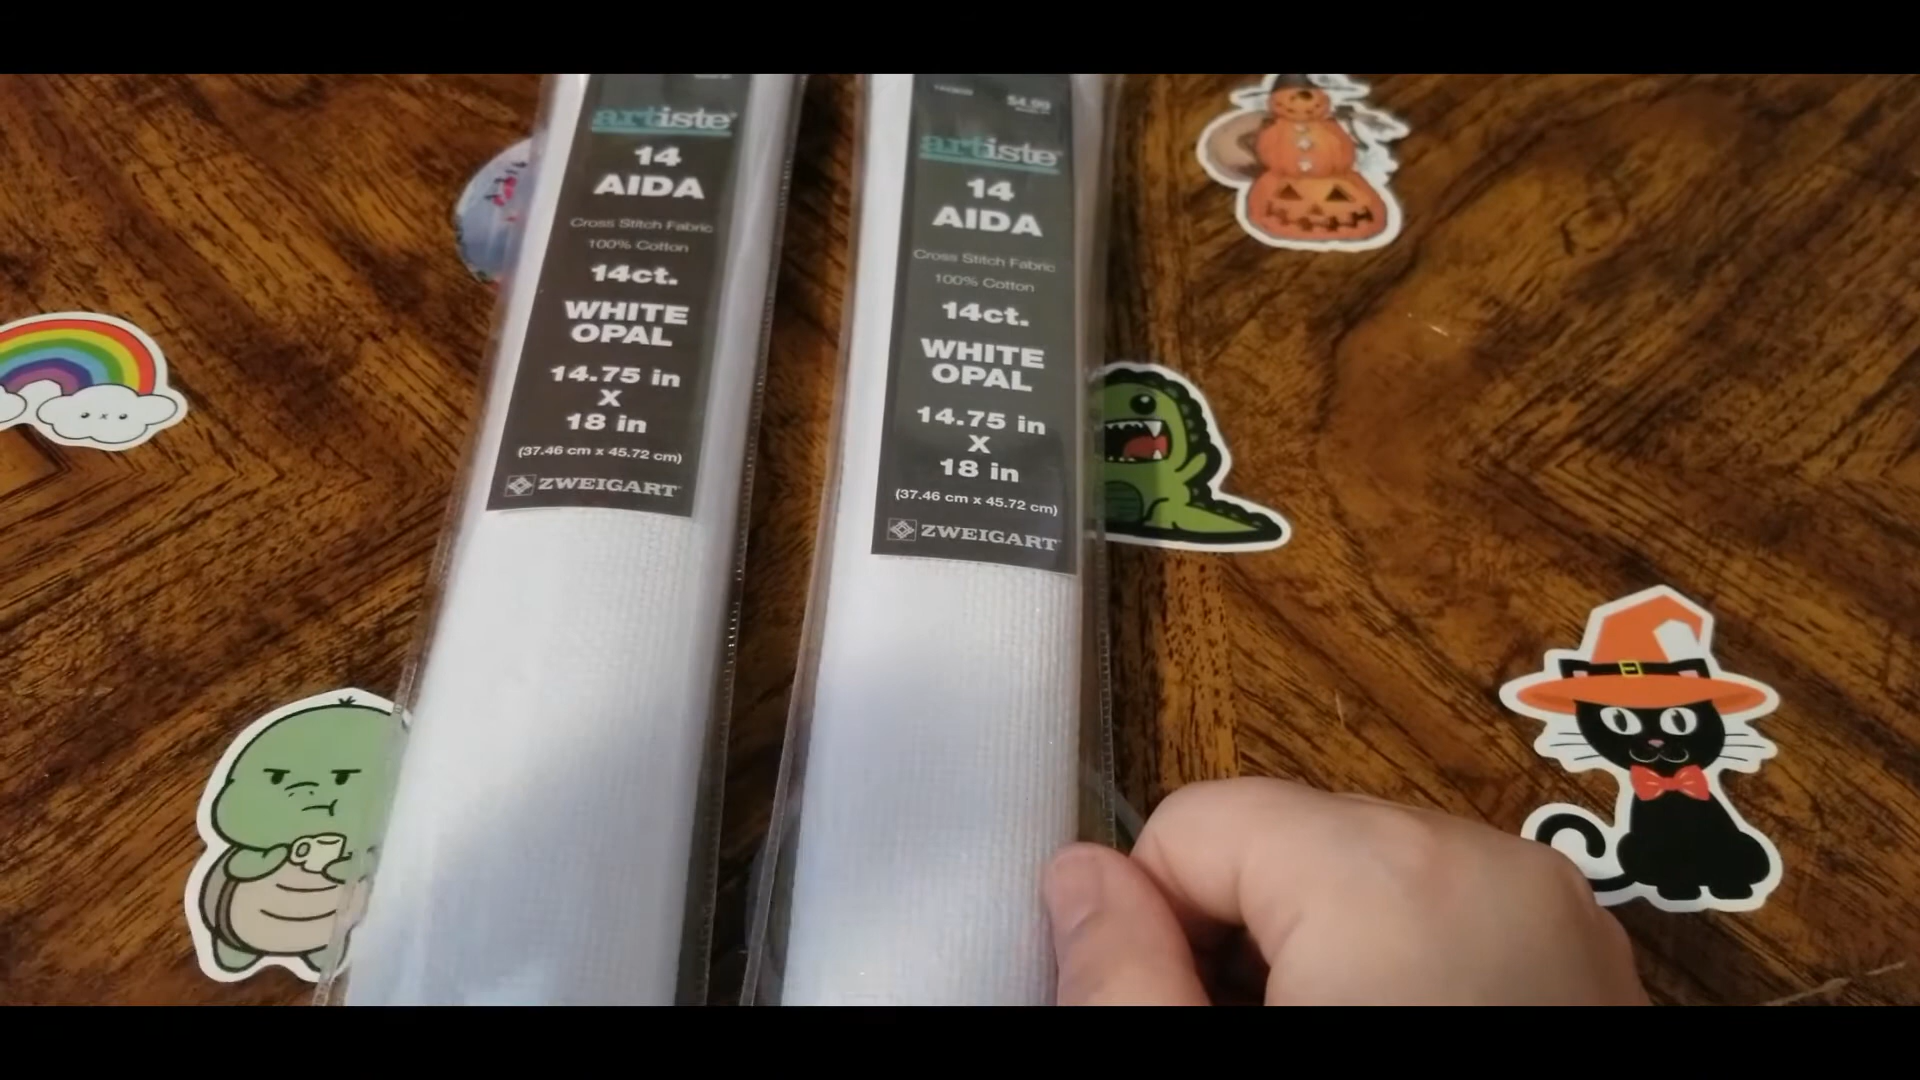 artiste
14
AIDA
Cross Stitch Fabric
100% Cotton
14ct.
WHITE
OPAL
14.75 in
X
18 in
(37.46 cm x 45.72 cm)
ZWEIGART
$4.99
artiste
14
AIDA
Cross Stitch Fabric
100% Cotton
14ct.
WHITE
OPAL
14.75 in
X
18 in
(37.46 cm x 45.72 cm)
ZWEIGART